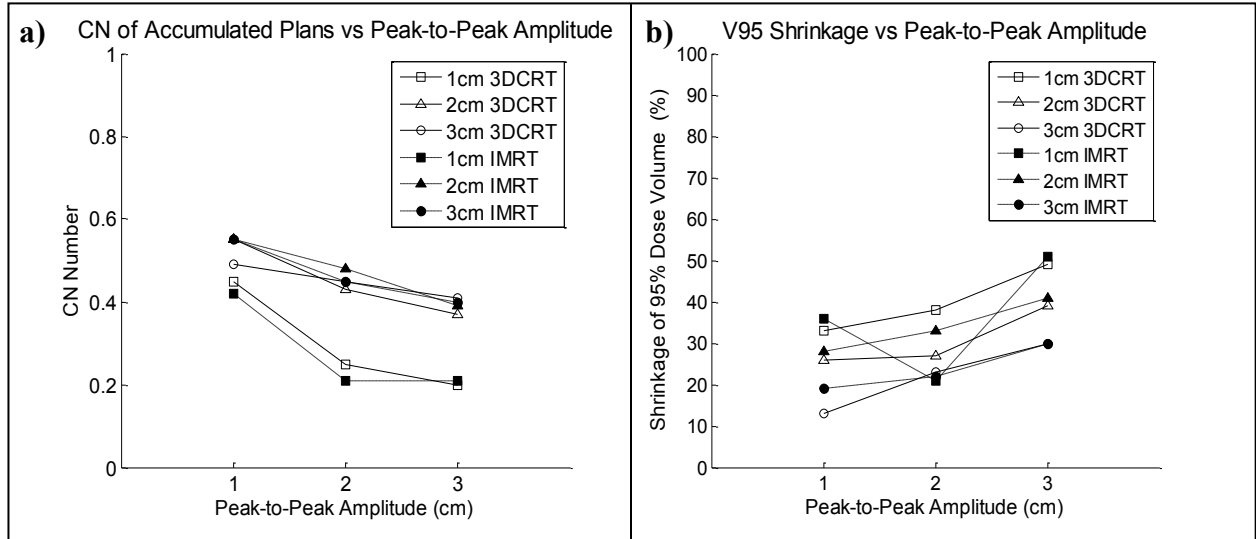 a)
CN of Accumulated Plans vs Peak-to-Peak Amplitude
1
0.8
0.6
0.4
0.2
0
CN Number
1cm 3DCRT
2cm 3DCRT
3cm 3DCRT
1cm IMRT
2cm IMRT
3cm IMRT
1 2 3
Peak-to-Peak Amplitude (cm)
b)
V95 Shrinkage vs Peak-to-Peak Amplitude
100
90
80
70
60
50
40
30
20
10
0
Shrinkage of 95% Dose Volume (%)
1cm 3DCRT
2cm 3DCRT
3cm 3DCRT
1cm IMRT
2cm IMRT
3cm IMRT
1 2 3
Peak-to-Peak Amplitude (cm)